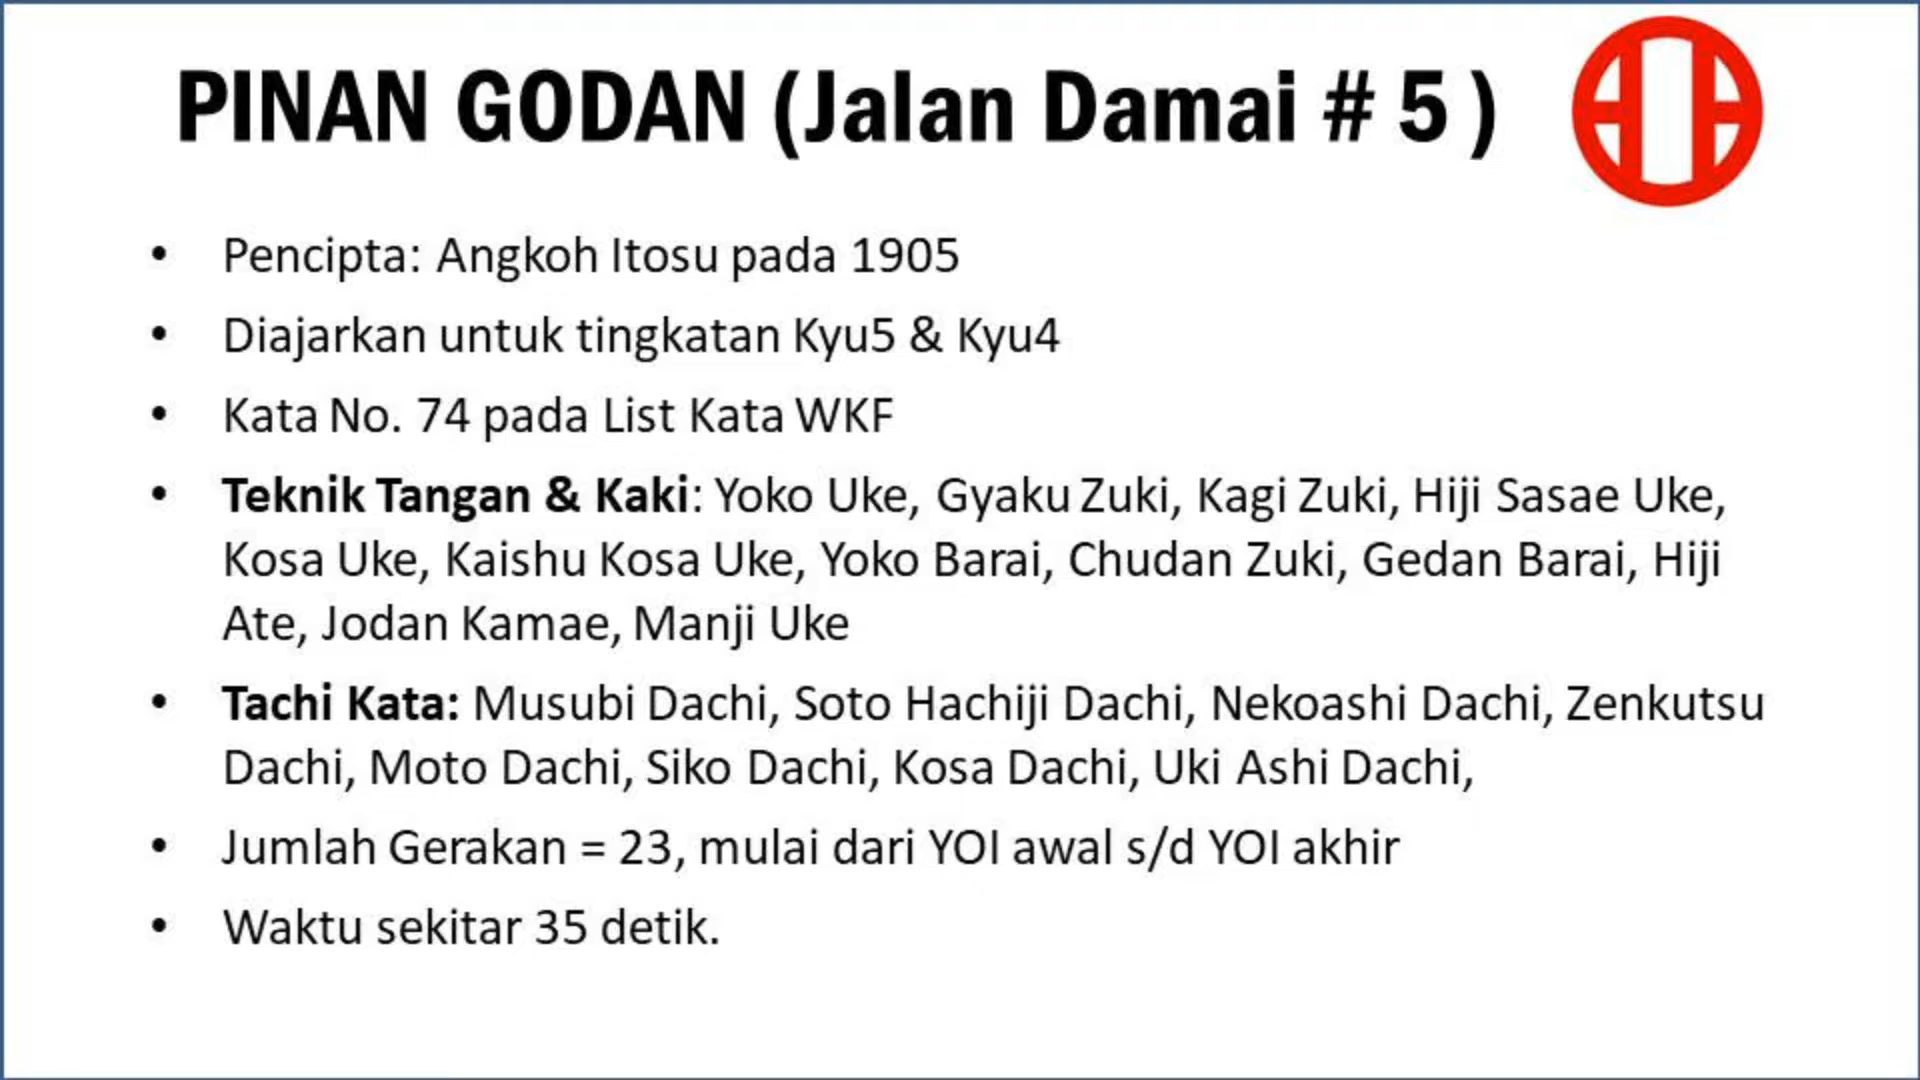 PINAN GODAN (Jalan Damai # 5 )
• Pencipta: Angkoh Itosu pada 1905
• Diajarkan untuk tingkatan Kyu5 & Kyu4
• Kata No. 74 pada List Kata WKF
• Teknik Tangan & Kaki: Yoko Uke, Gyaku Zuki, Kagi Zuki, Hiji Sasae Uke,
Kosa Uke, Kaishu Kosa Uke, Yoko Barai, Chudan Zuki, Gedan Barai, Hiji
Ate, Jodan Kamae, Manji Uke
• Tachi Kata: Musubi Dachi, Soto Hachiji Dachi, Nekoashi Dachi, Zenkutsu
Dachi, Moto Dachi, Siko Dachi, Kosa Dachi, Uki Ashi Dachi,
• Jumlah Gerakan = 23, mulai dari YOI awal s/d YOI akhir
• Waktu sekitar 35 detik.